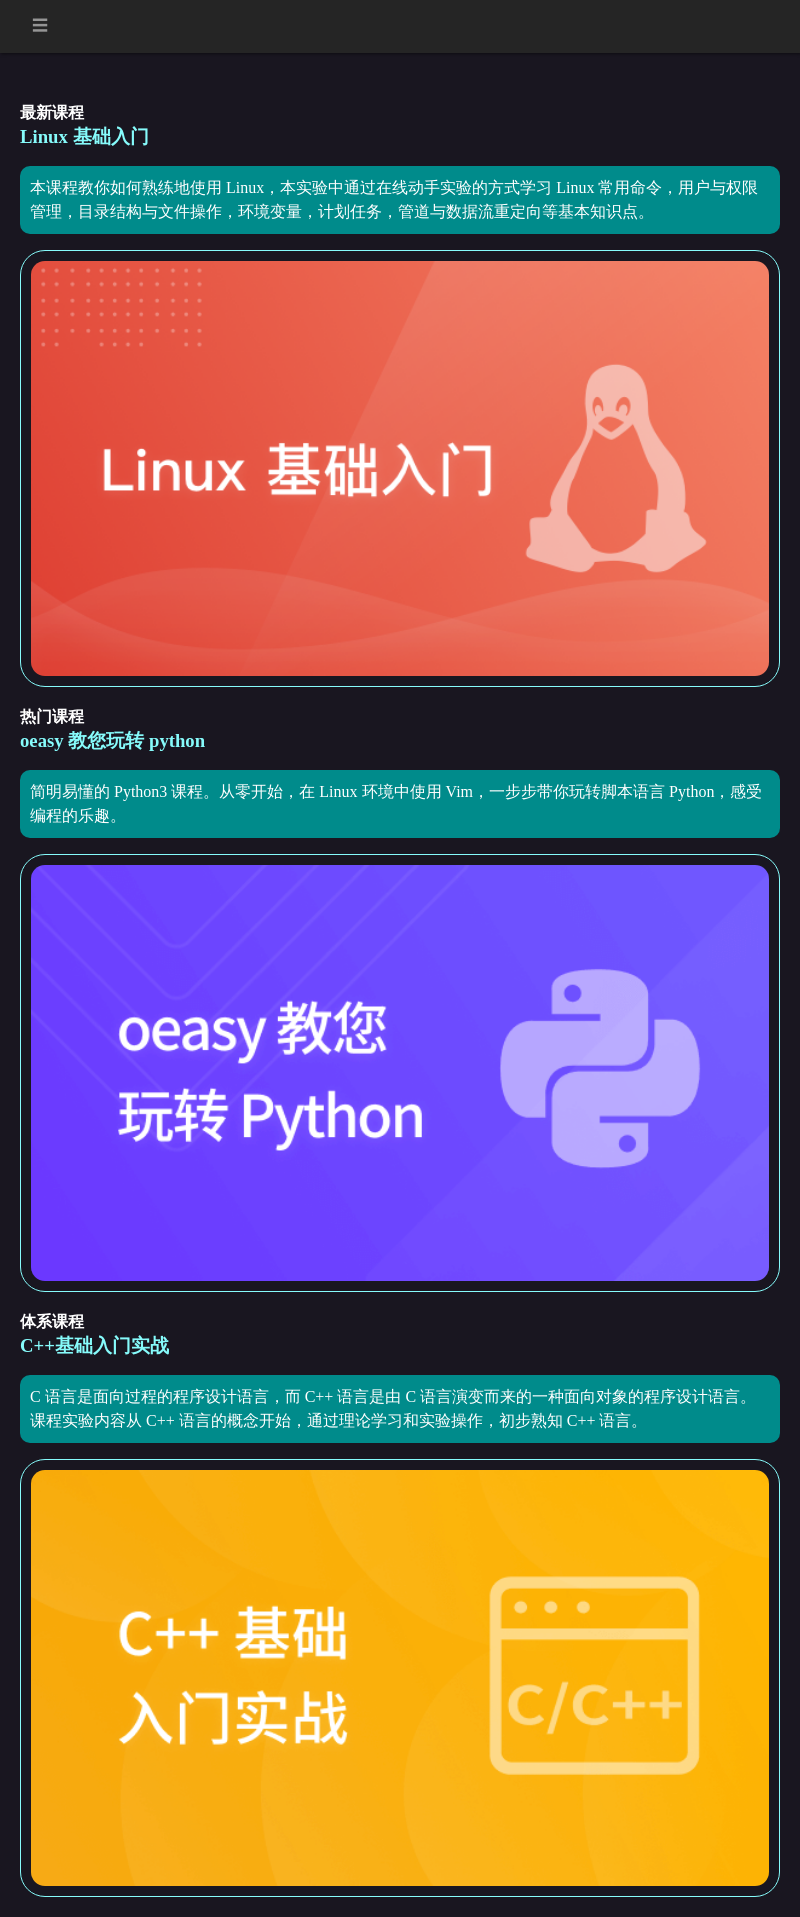 最新课程
Linux 基础入门
本课程教你如何熟练地使用 Linux，本实验中通过在线动手实验的方式学习 Linux 常用命令，用户与权限
管理，目录结构与文件操作，环境变量，计划任务，管道与数据流重定向等基本知识点。
Linux 基础入门
热门课程
oeasy 教您玩转 python
简明易懂的 Python3 课程。从零开始，在 Linux 环境中使用 Vim，一步步带你玩转脚本语言 Python，感受
编程的乐趣。
oeasy 教您
玩转 Python
体系课程
C++基础入门实战
C 语言是面向过程的程序设计语言，而 C++ 语言是由 C 语言演变而来的一种面向对象的程序设计语言。
课程实验内容从 C++ 语言的概念开始，通过理论学习和实验操作，初步熟知 C++ 语言。
C++ 基础
入门实战
C/C++